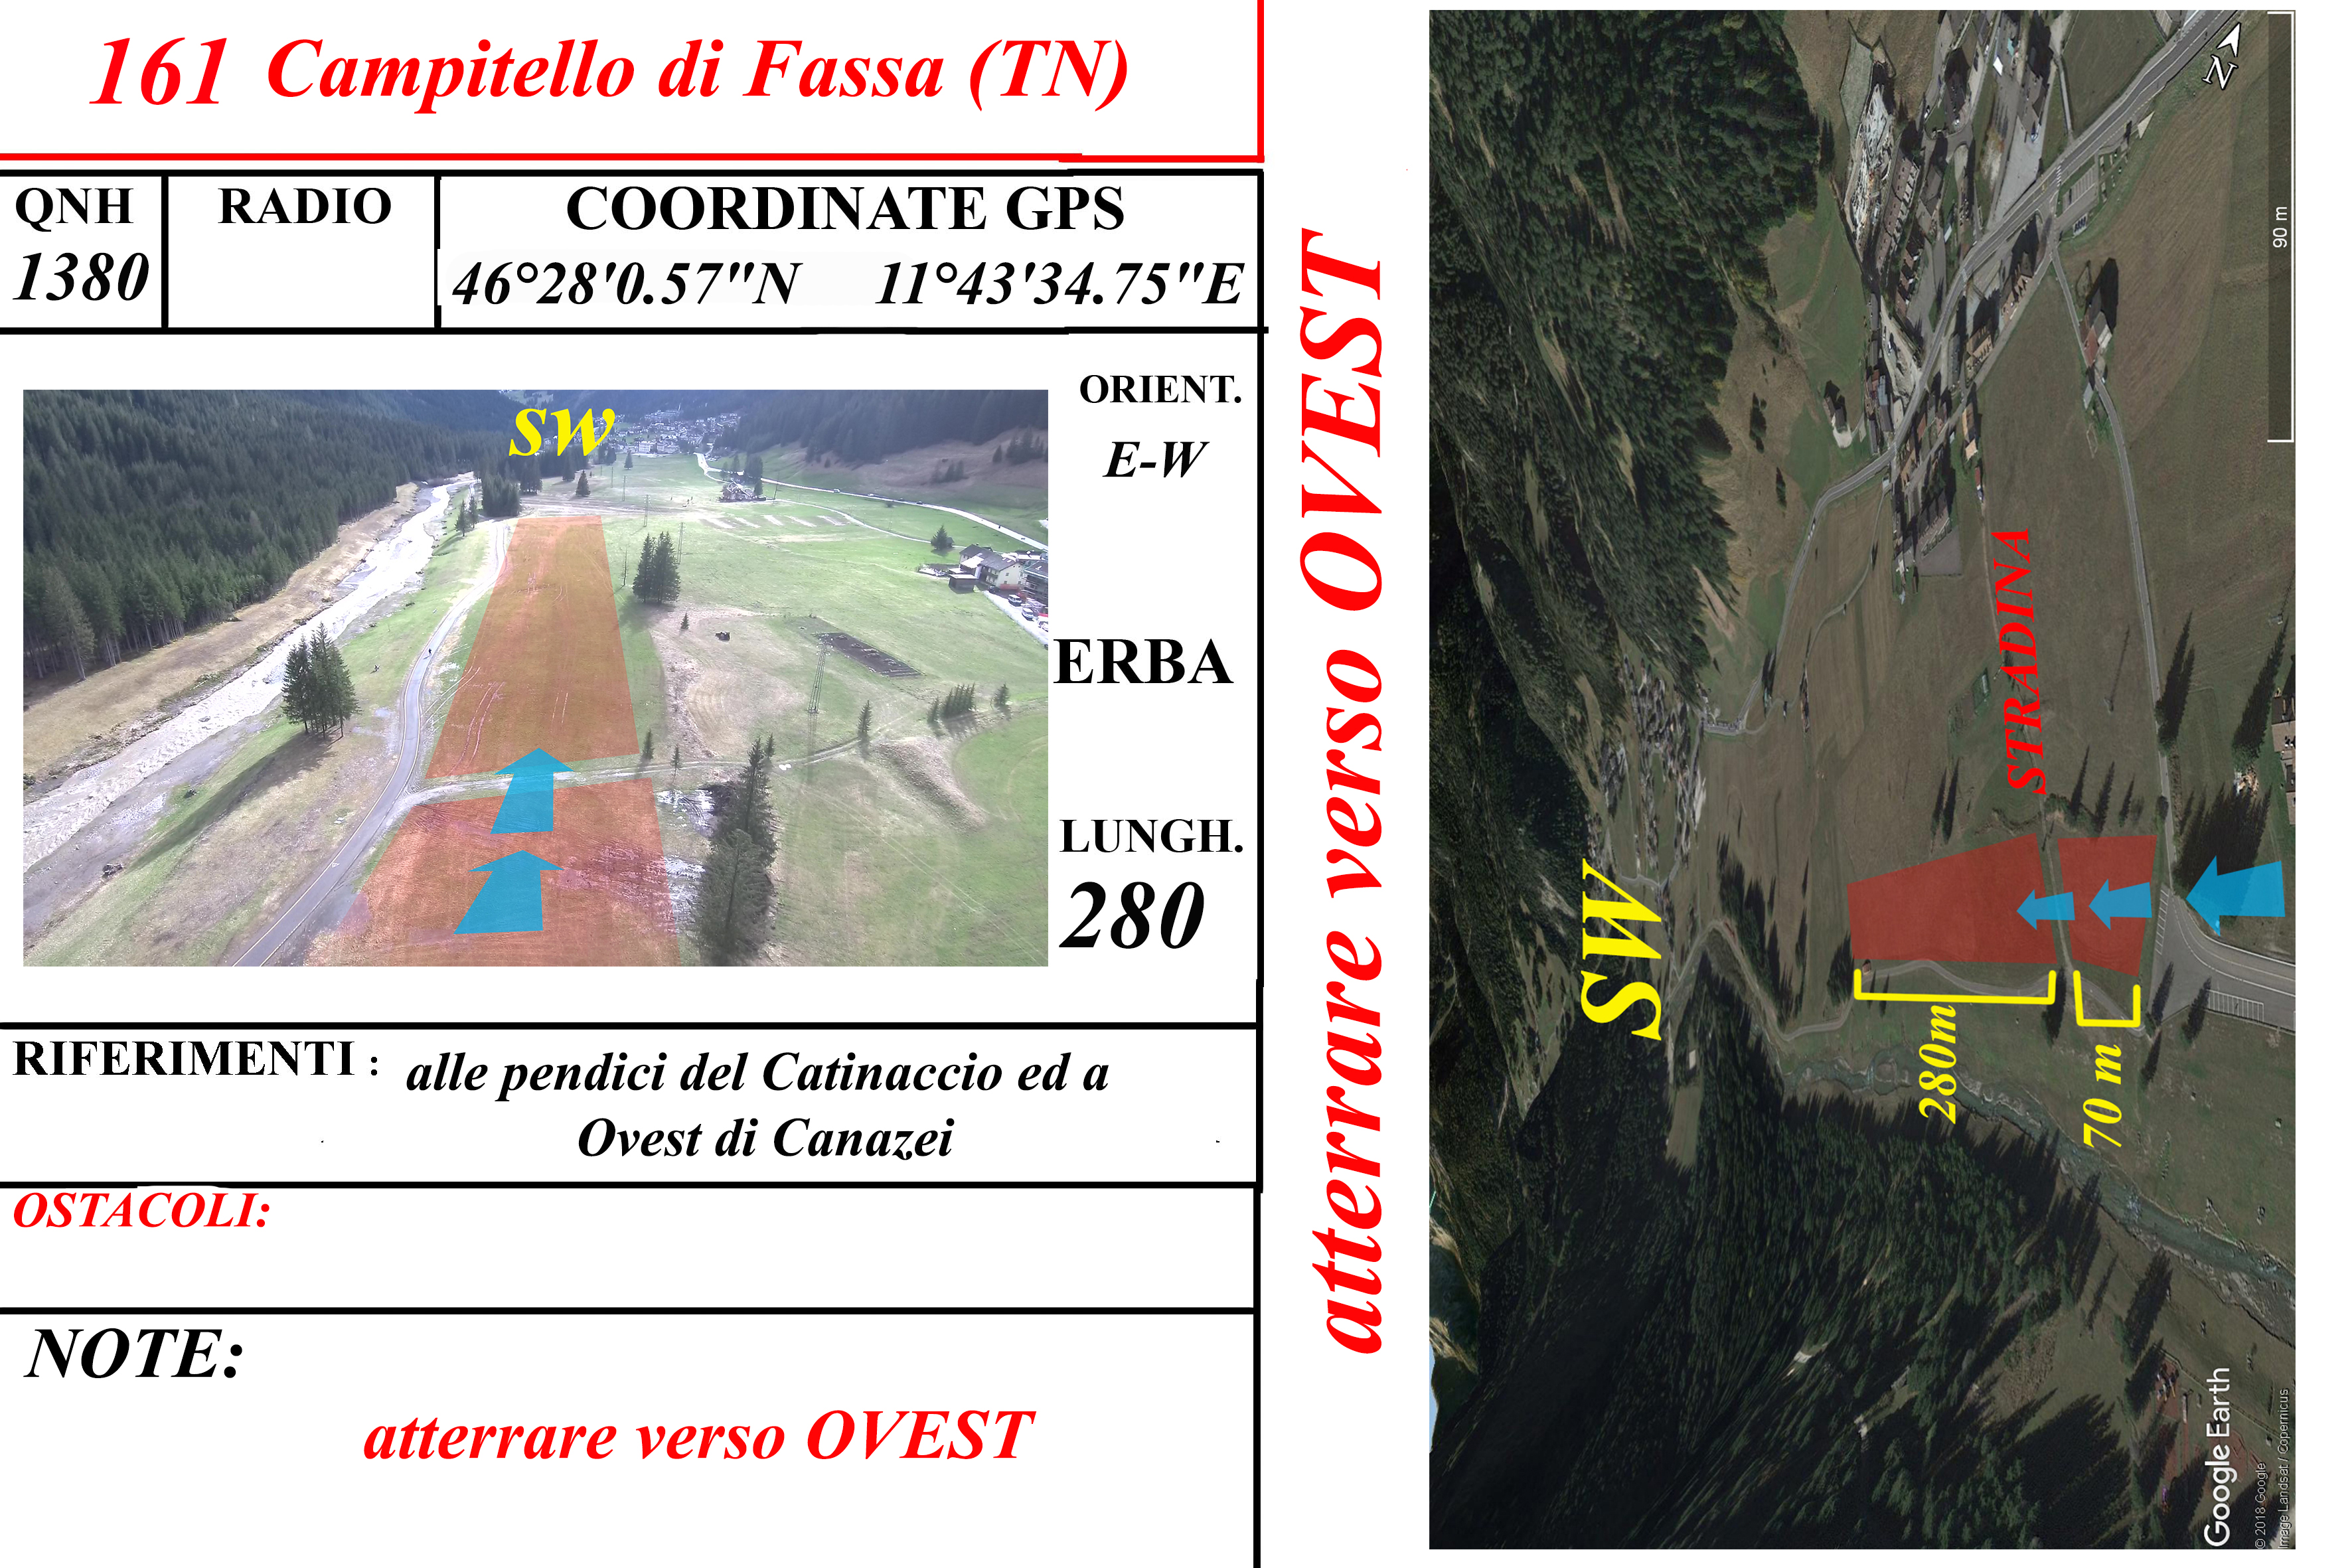 161 Campitello di Fassa (TN)
QNH
1380
RADIO
COORDINATE GPS
46°28'0.57"N 11°43'34.75"E
SW
ORIENT.
E-W
ERBA
LUNGH.
280
RIFERIMENTI : alle pendici del Catinaccio ed a
Ovest di Canazei
OSTACOLI:
NOTE:
atterrare verso OVEST
atterrare verso OVEST
SW
STRADINA
280m
70 m
N
90 m
Google Earth
© 2018 Google
Image Landsat / Copernicus